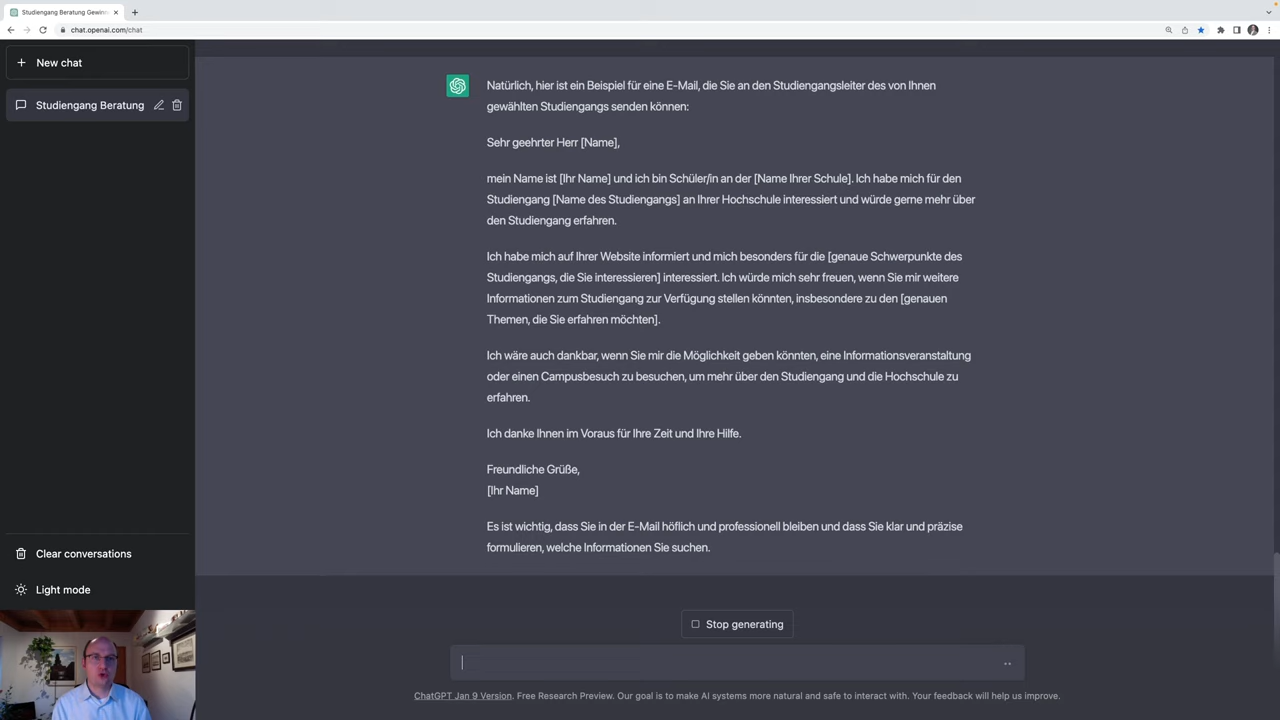 Studiengang Beratung Gewinn
chat.openai.com/chat
New chat
Studiengang Beratung
Natürlich, hier ist ein Beispiel für eine E-Mail, die Sie an den Studiengangsleiter des von Ihnen
gewählten Studiengangs senden können:
Sehr geehrter Herr [Name],
mein Name ist [Ihr Name] und ich bin Schüler/in an der [Name Ihrer Schule]. Ich habe mich für den
Studiengang [Name des Studiengangs] an Ihrer Hochschule interessiert und würde gerne mehr über
den Studiengang erfahren.
Ich habe mich auf Ihrer Website informiert und mich besonders für die [genaue Schwerpunkte des
Studiengangs, die Sie interessieren] interessiert. Ich würde mich sehr freuen, wenn Sie mir weitere
Informationen zum Studiengang zur Verfügung stellen könnten, insbesondere zu den [genauen
Themen, die Sie erfahren möchten].
Ich wäre auch dankbar, wenn Sie mir die Möglichkeit geben könnten, eine Informationsveranstaltung
oder einen Campusbesuch zu besuchen, um mehr über den Studiengang und die Hochschule zu
erfahren.
Ich danke Ihnen im Voraus für Ihre Zeit und Ihre Hilfe.
Freundliche Grüße,
[Ihr Name]
Es ist wichtig, dass Sie in der E-Mail höflich und professionell bleiben und dass Sie klar und präzise
formulieren, welche Informationen Sie suchen.
Clear conversations
Light mode
Stop generating
ChatGPT Jan 9 Version. Free Research Preview. Our goal is to make AI systems more natural and safe to interact with. Your feedback will help us improve.